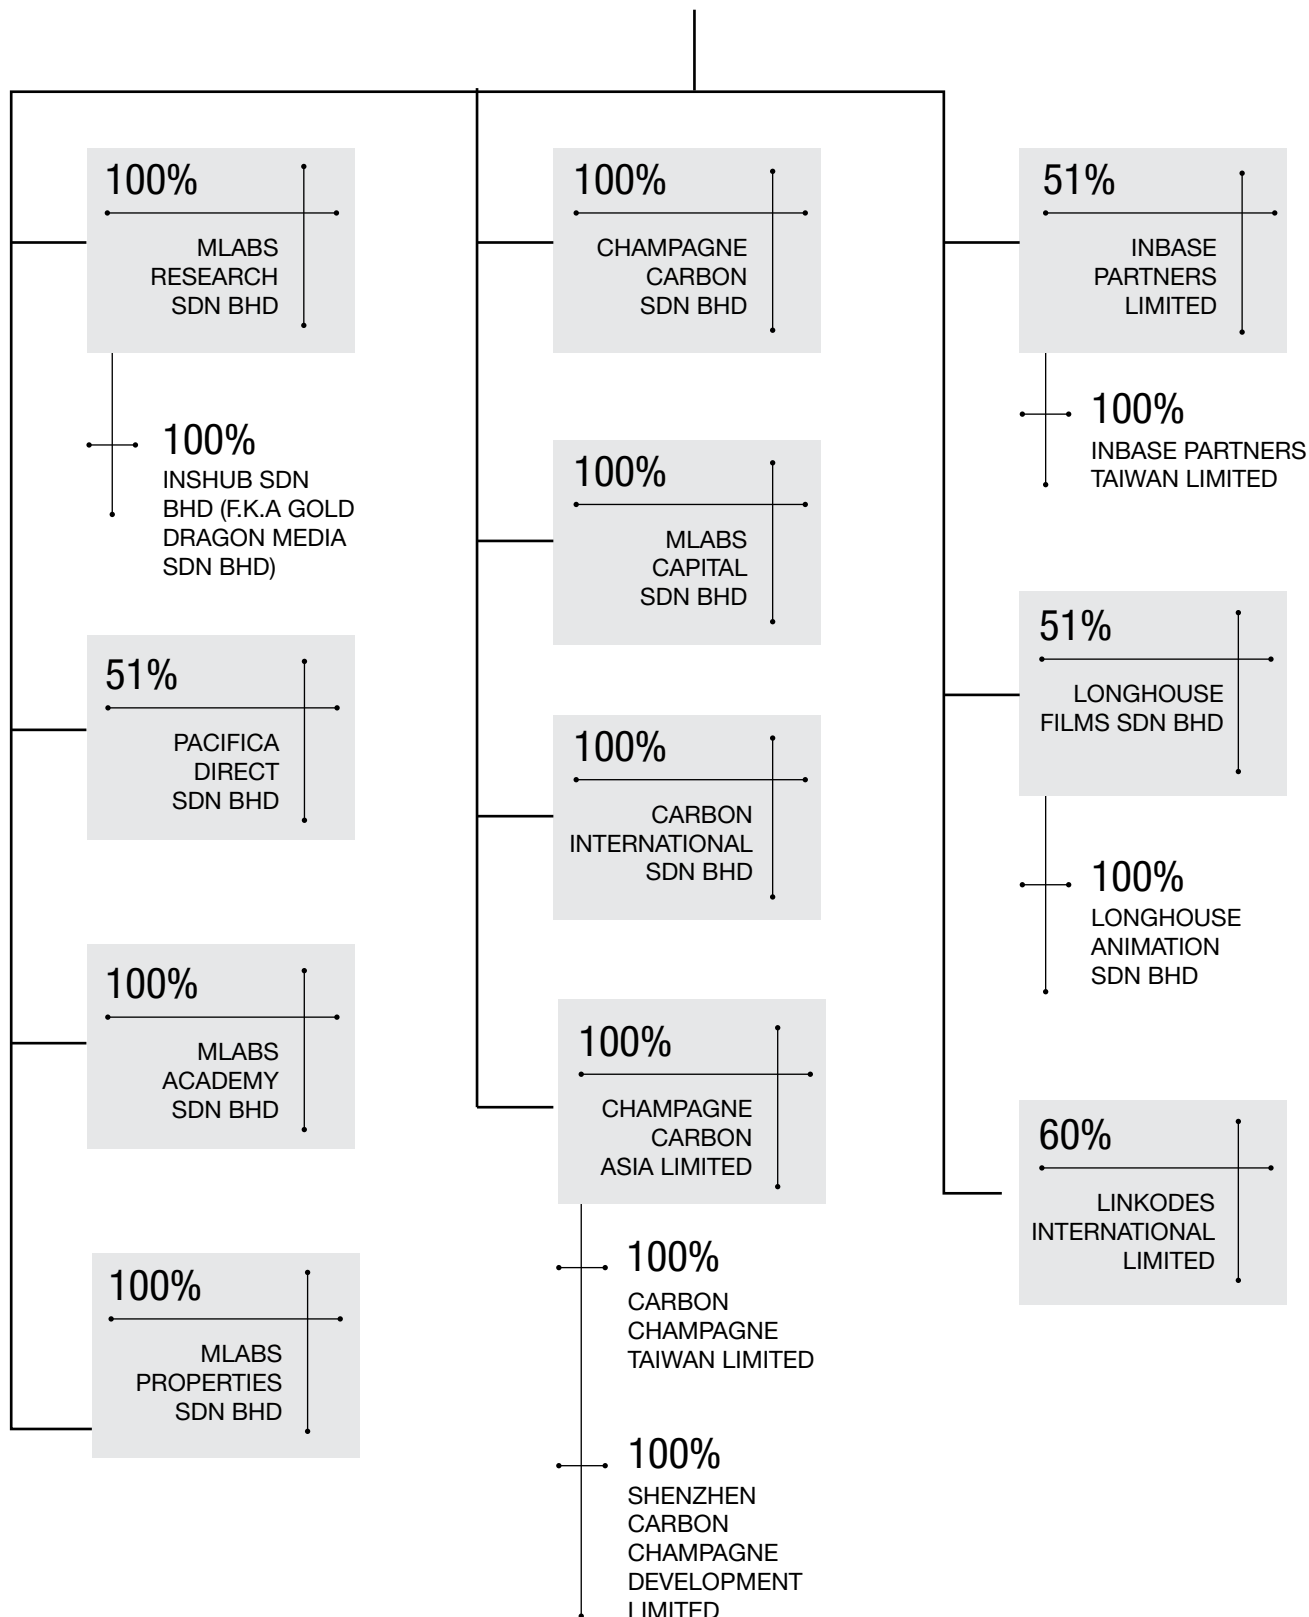 100%
MLABS
RESEARCH
SDN BHD
100%
INSHUB SDN
BHD (F.K.A GOLD
DRAGON MEDIA
SDN BHD)
51%
PACIFICA
DIRECT
SDN BHD
100%
MLABS
ACADEMY
SDN BHD
100%
MLABS
PROPERTIES
SDN BHD
100%
CHAMPAGNE
CARBON
SDN BHD
100%
MLABS
CAPITAL
SDN BHD
100%
CARBON
INTERNATIONAL
SDN BHD
100%
CHAMPAGNE
CARBON
ASIA LIMITED
100%
CARBON
CHAMPAGNE
TAIWAN LIMITED
100%
SHENZHEN
CARBON
CHAMPAGNE
DEVELOPMENT
LIMITED
51%
INBASE
PARTNERS
LIMITED
100%
INBASE PARTNERS
TAIWAN LIMITED
51%
LONGHOUSE
FILMS SDN BHD
100%
LONGHOUSE
ANIMATION
SDN BHD
60%
LINKODES
INTERNATIONAL
LIMITED